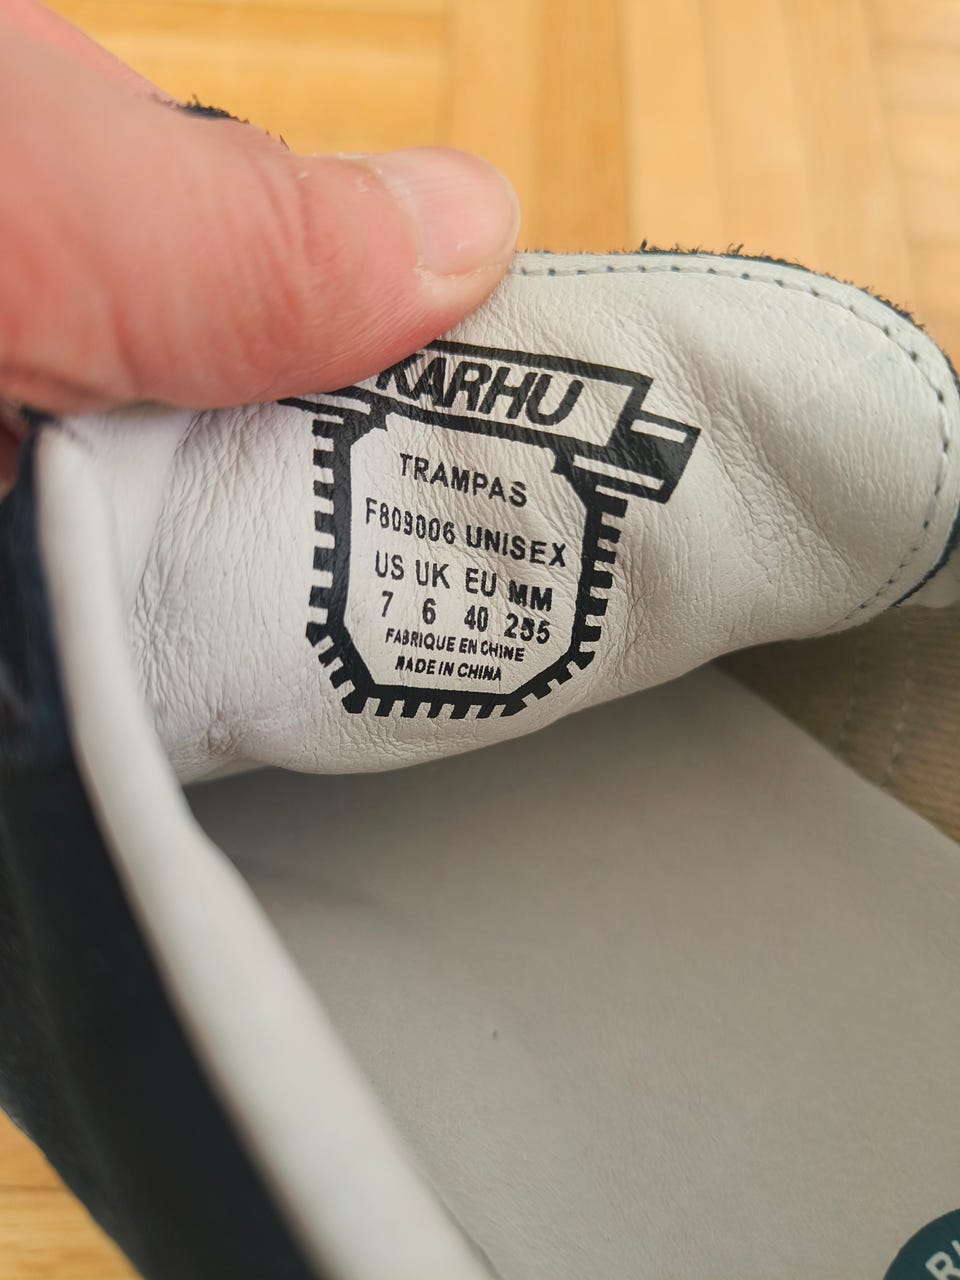 KARHU
TRAMPAS
F809006 UNISEX
US UK EU MM
7 6 40 255
FABRIQUE EN CHINE
MADE IN CHINA